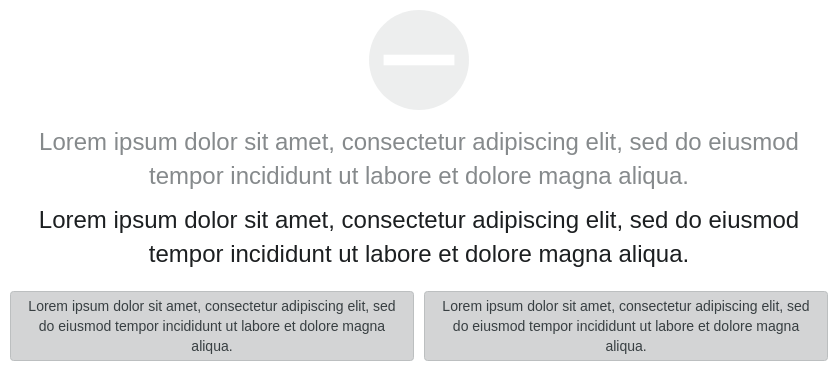 Lorem ipsum dolor sit amet, consectetur adipiscing elit, sed do eiusmod
tempor incididunt ut labore et dolore magna aliqua.
Lorem ipsum dolor sit amet, consectetur adipiscing elit, sed do eiusmod
tempor incididunt ut labore et dolore magna aliqua.
Lorem ipsum dolor sit amet, consectetur adipiscing elit, sed
do eiusmod tempor incididunt ut labore et dolore magna
aliqua.
Lorem ipsum dolor sit amet, consectetur adipiscing elit, sed
do eiusmod tempor incididunt ut labore et dolore magna
aliqua.